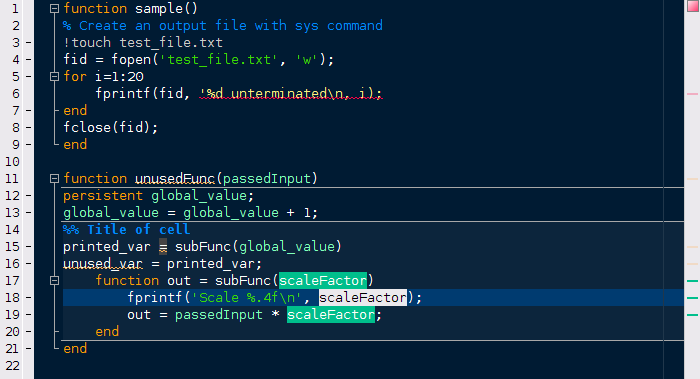 1 function sample()
2 % Create an output file with sys command
3 - !touch test_file.txt
4 - fid = fopen('test_file.txt', 'w');
5 - for i=1:20
6 - fprintf(fid, '%d unterminated\n, i);
7 - end
8 - fclose(fid);
9 - end
10
11 function unusedFunc(passedInput)
12 - persistent global_value;
13 - global_value = global_value + 1;
14 %% Title of cell
15 - printed_var = subFunc(global_value)
16 - unused_var = printed_var;
17 function out = subFunc(scaleFactor)
18 - fprintf('Scale %.4f\n', scaleFactor);
19 - out = passedInput * scaleFactor;
20 - end
21 - end
22